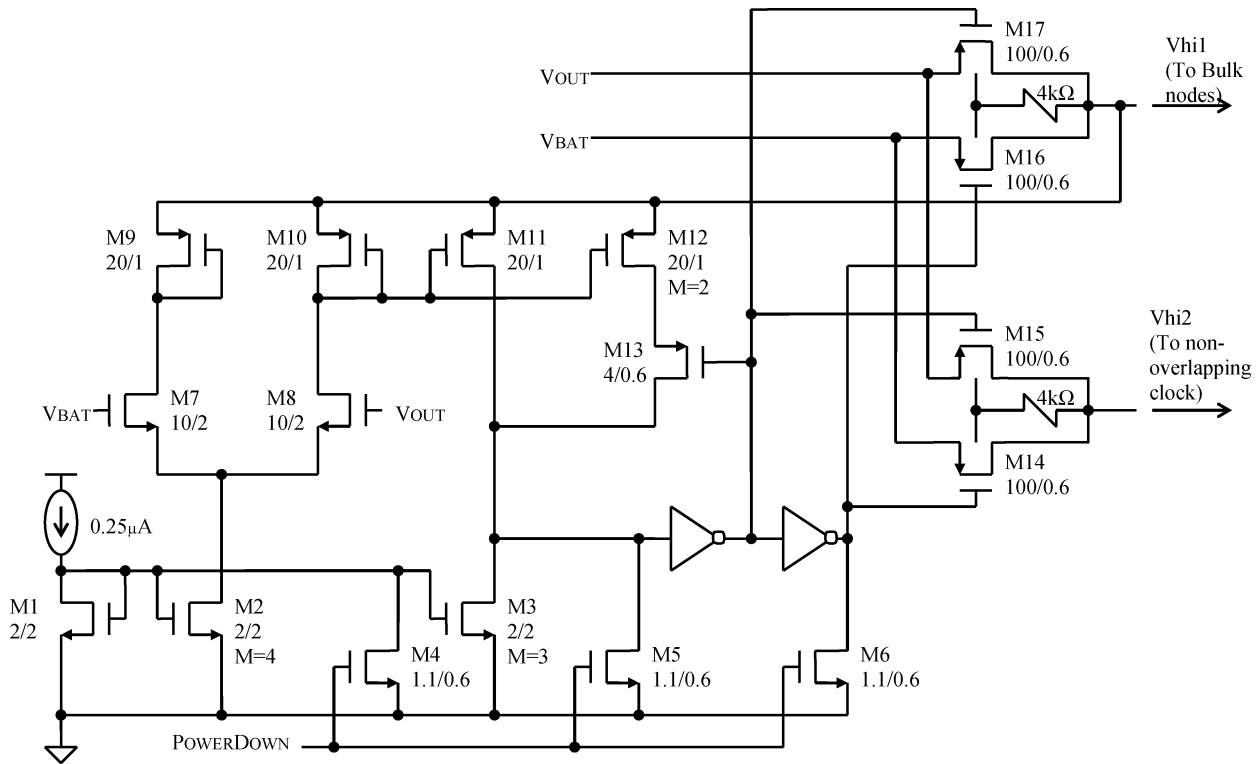 M17
100/0.6
Vhi1
(To Bulk
nodes)
VOUT
4kΩ
VBAT
M16
100/0.6
M9
20/1
M10
20/1
M11
20/1
M12
20/1
M=2
M15
100/0.6
Vhi2
(To non-
overlapping
clock)
M13
4/0.6
4kΩ
VBAT
M7
10/2
M8
10/2
VOUT
M14
100/0.6
0.25µA
M1
2/2
M2
2/2
M=4
M3
2/2
M=3
M4
1.1/0.6
M5
1.1/0.6
M6
1.1/0.6
POWERDOWN